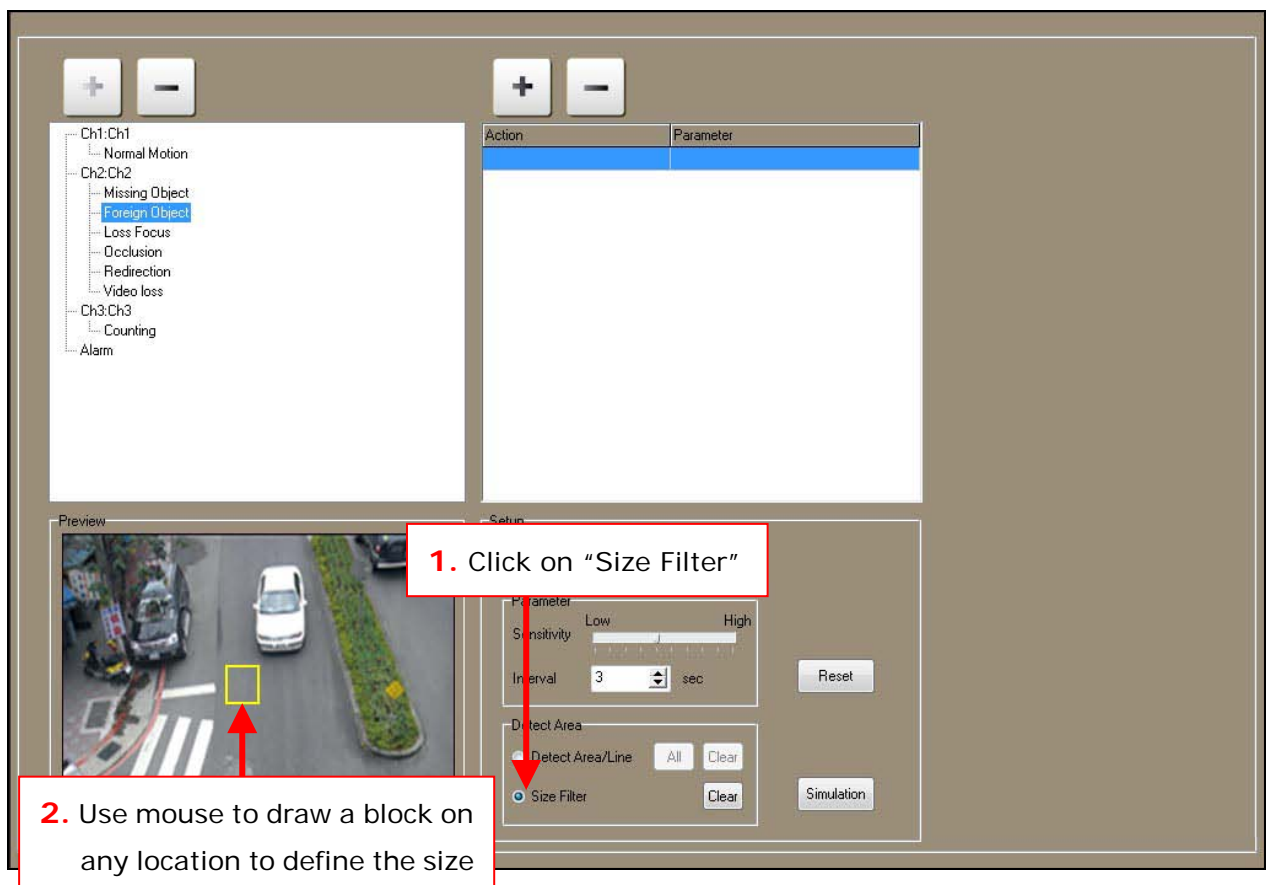 Ch1:Ch1
Normal Motion
Ch2:Ch2
Missing Object
Foreign Object
Loss Focus
Occlusion
Redirection
Video loss
Ch3:Ch3
Counting
Alarm
Action Parameter
Preview
Setup
1. Click on “Size Filter”
Parameter
Low High
Sensitivity
Interval 3 sec
Reset
Detect Area
Detect Area/Line All Clear
Size Filter Clear
Simulation
2. Use mouse to draw a block on
any location to define the size